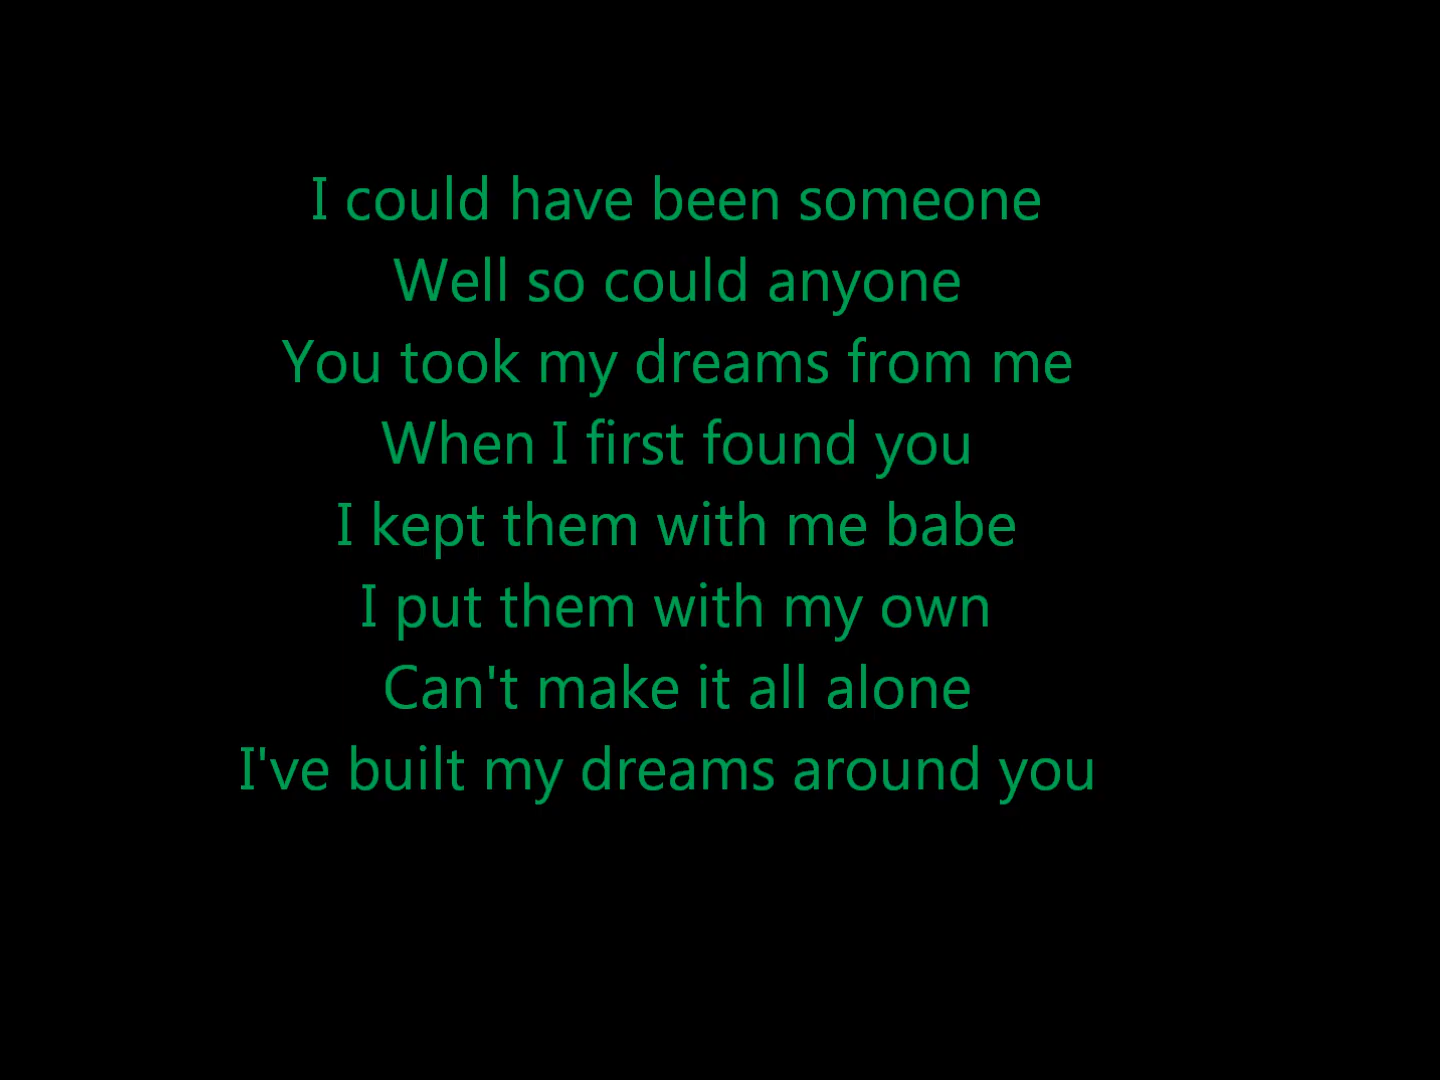 I could have been someone
Well so could anyone
You took my dreams from me
When I first found you
I kept them with me babe
I put them with my own
Can't make it all alone
I've built my dreams around you